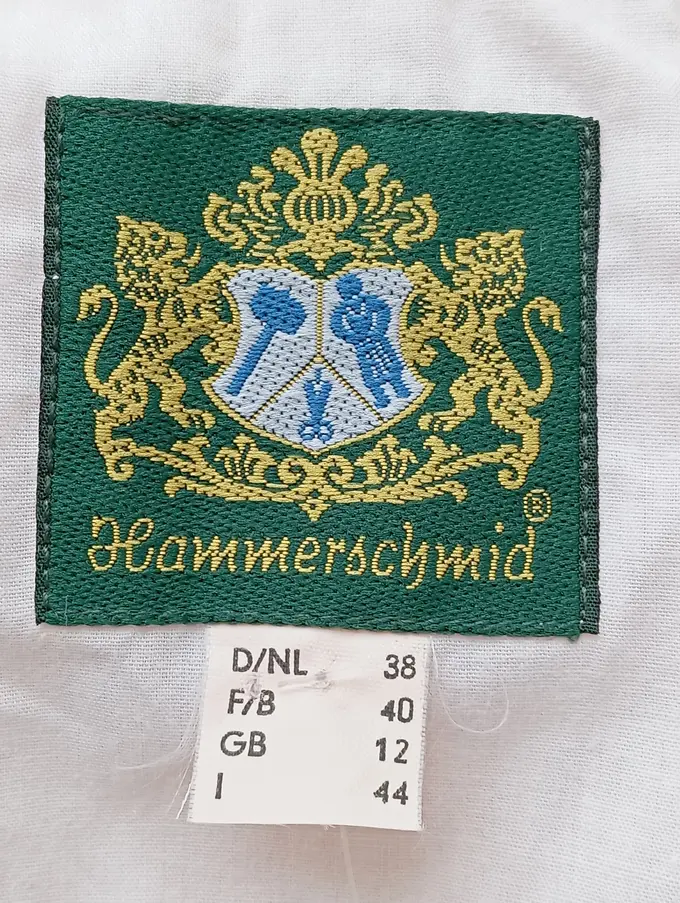 Hammerschmid®
D/NL 38
F/B 40
GB 12
I 44